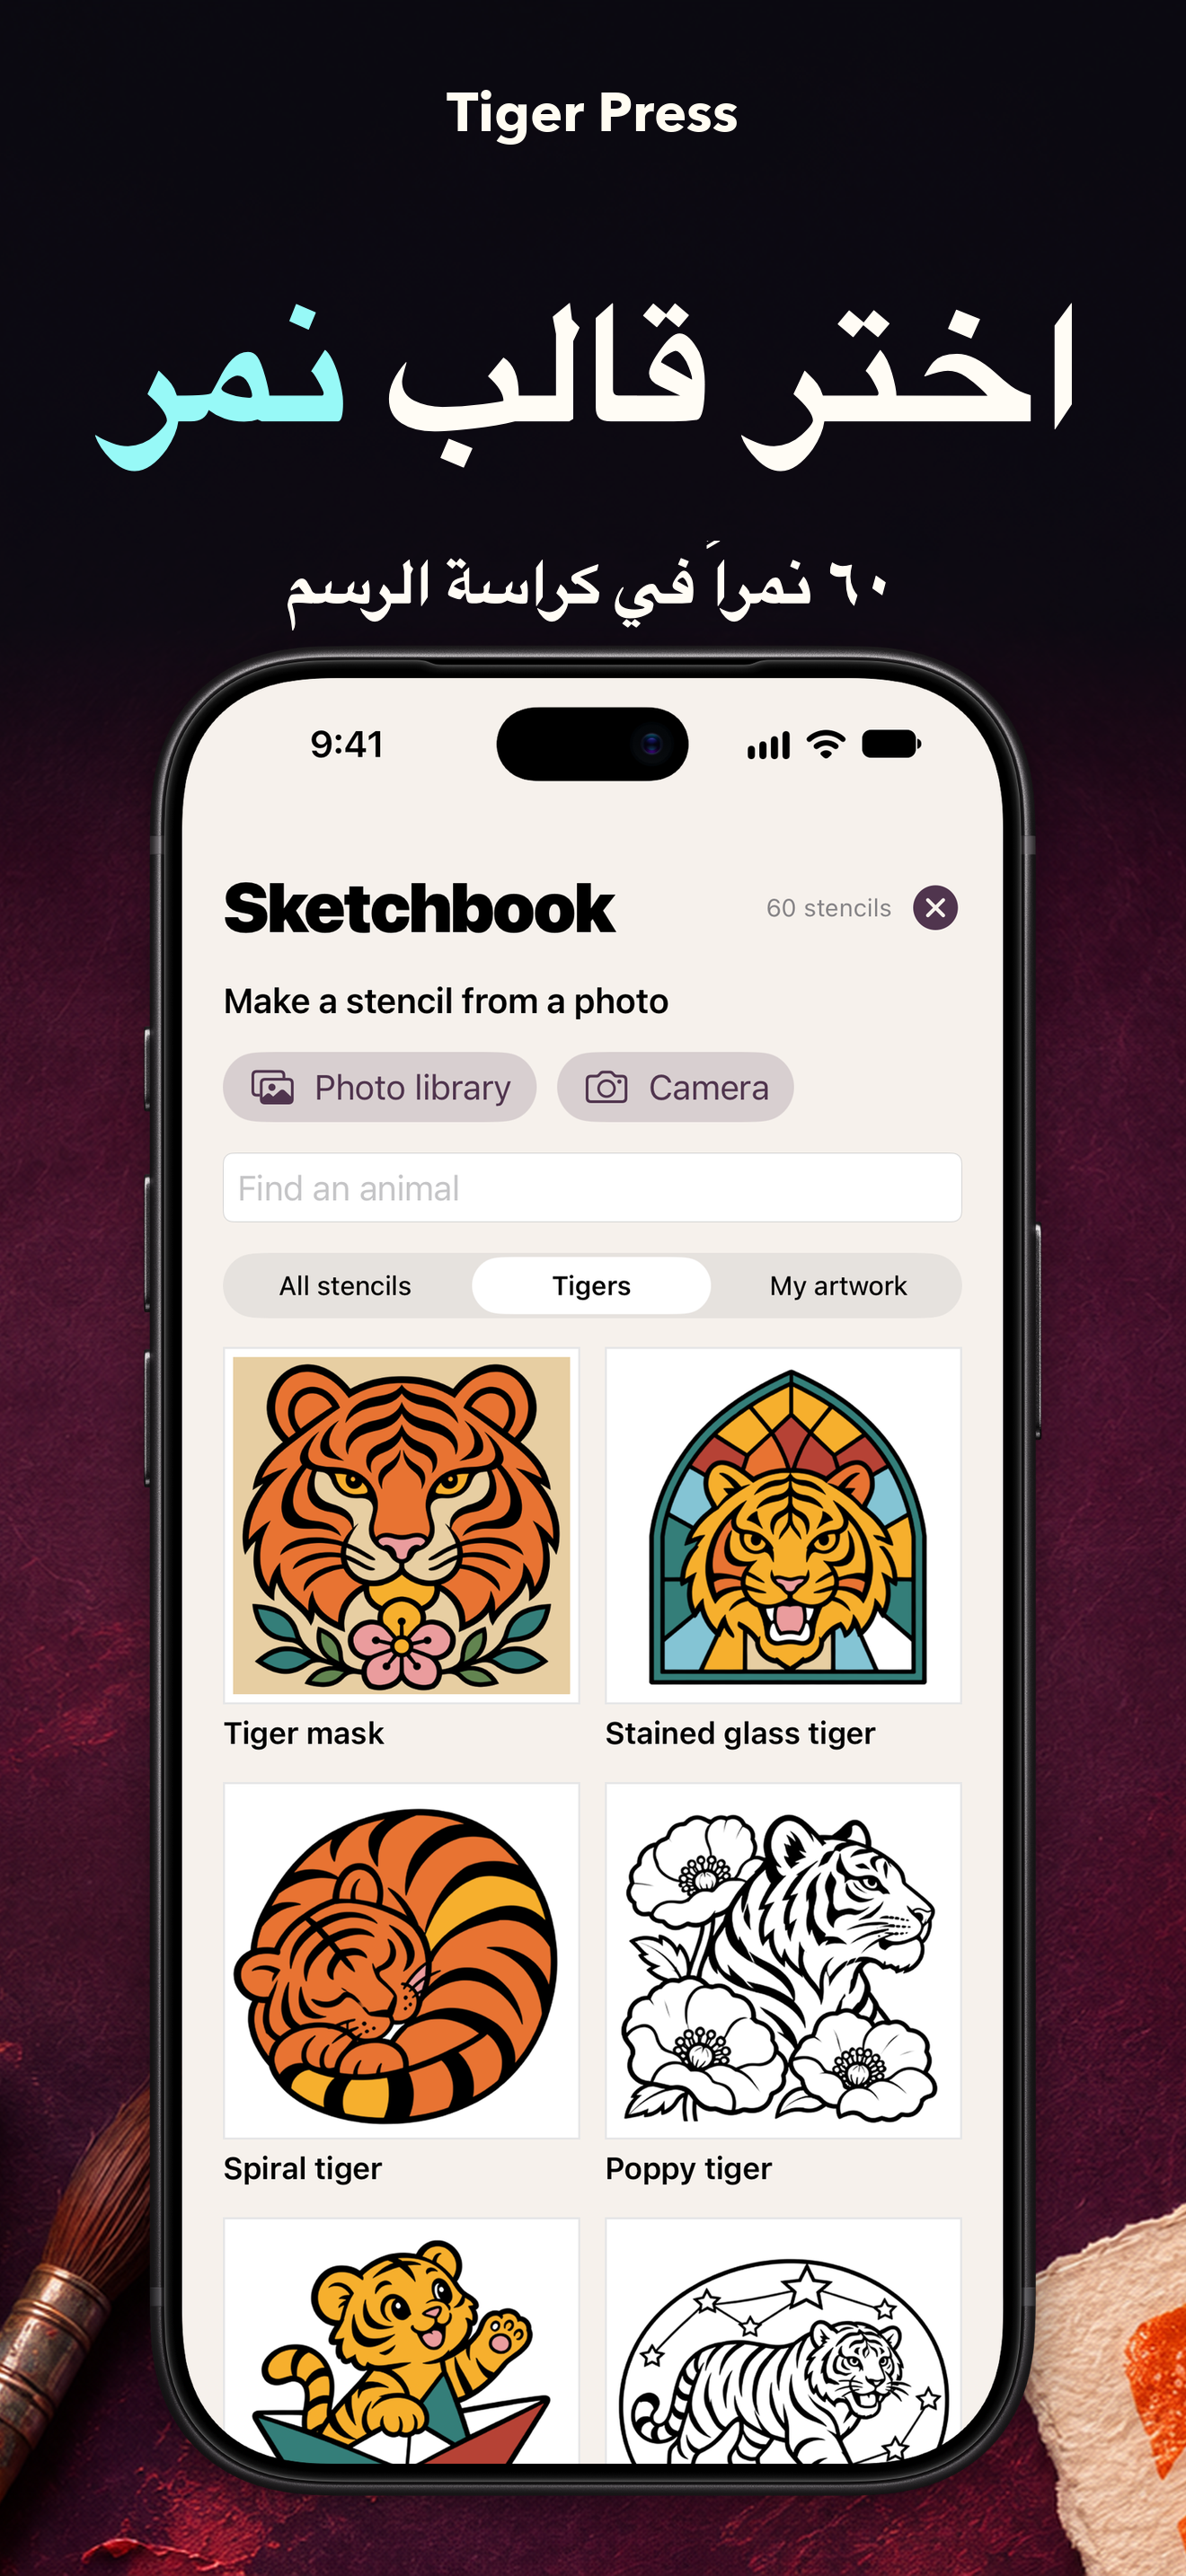 Tiger Press
اختر قالب نمر
٦٠ نمراً في كراسة الرسم
9:41
Sketchbook
60 stencils
Make a stencil from a photo
Photo library
Camera
Find an animal
All stencils
Tigers
My artwork
Tiger mask
Stained glass tiger
Spiral tiger
Poppy tiger